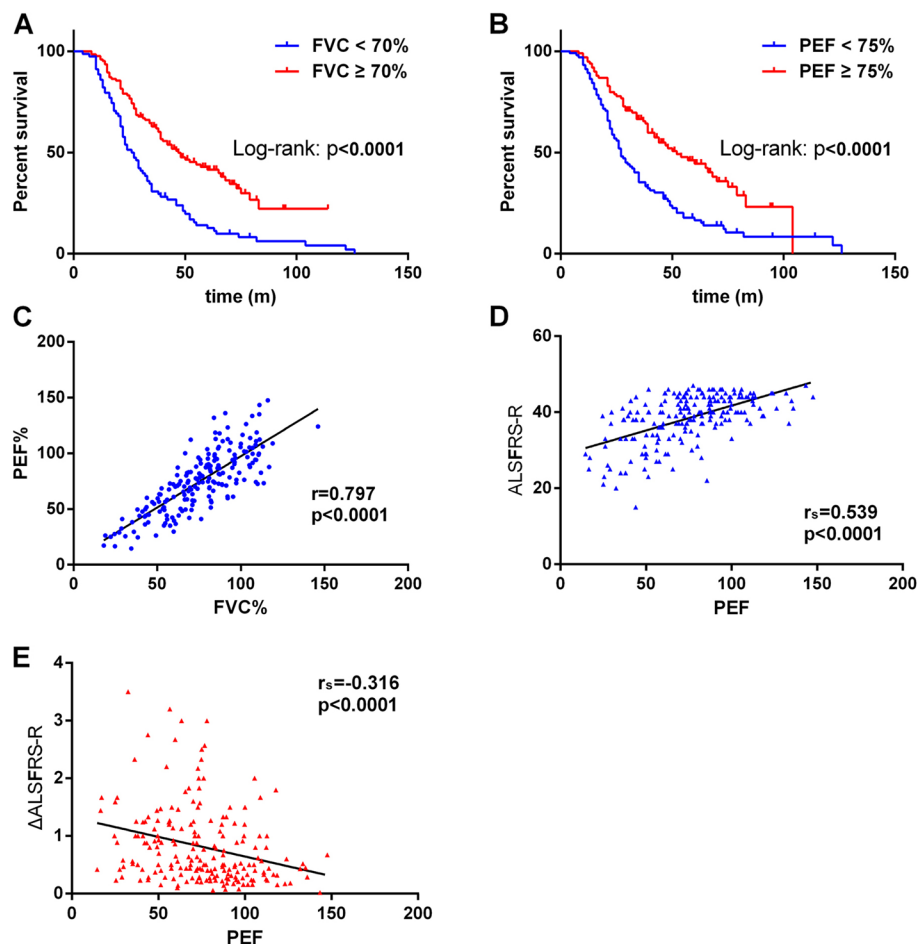 A
FVC < 70%
FVC ≥ 70%
Log-rank: p<0.0001
Percent survival
100
50
0
0 50 100 150
time (m)
B
PEF < 75%
PEF ≥ 75%
Log-rank: p<0.0001
Percent survival
100
50
0
0 50 100 150
time (m)
C
PEF%
200
150
100
50
0
0 50 100 150 200
FVC%
r=0.797
p<0.0001
D
ALSFRS-R
60
40
20
0
0 50 100 150 200
PEF
rs=0.539
p<0.0001
E
ΔALSFRS-R
4
3
2
1
0
0 50 100 150 200
PEF
rs=-0.316
p<0.0001